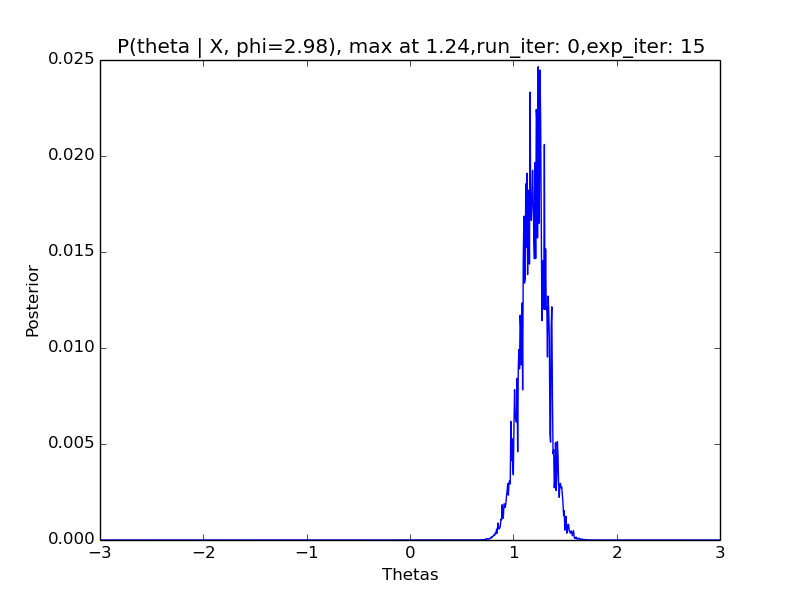 P(theta | X, phi=2.98), max at 1.24,run_iter: 0,exp_iter: 15
0.025
0.020
0.015
0.010
0.005
0.000
Posterior
−3 −2 −1 0 1 2 3
Thetas